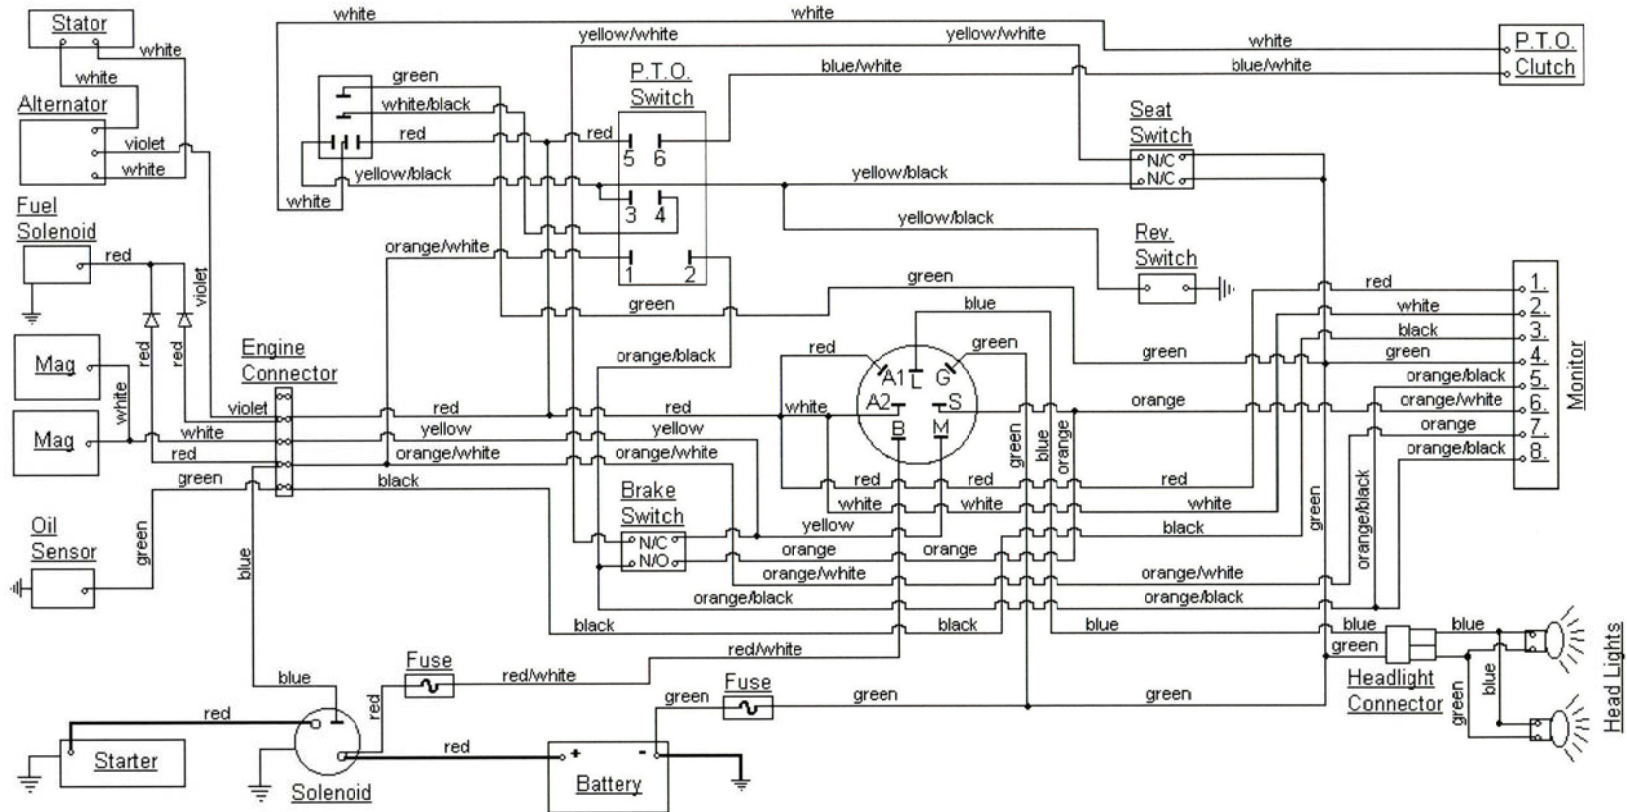 white
white
Stator
white
yellow/white
yellow/white
white
P.T.O.
Clutch
white
green
P.T.O.
Switch
blue/white
blue/white
Alternator
white/black
Seat
Switch
violet
red
red
5
6
N/C
N/C
white
yellow/black
yellow/black
white
3
4
Fuel
Solenoid
yellow/black
Rev.
Switch
red
orange/white
1
2
violet
green
green
blue
red
1.
white
2.
black
3.
Engine
Connector
orange/black
red
green
green
green
4.
Mag
red
red
A1
L
G
orange/black
5.
Monitor
white
violet
red
red
white
A2
S
orange
orange/white
6.
Mag
white
yellow
yellow
B
M
orange
7.
red
orange/white
orange/white
green
blue
orange
orange/black
8.
green
black
red
red
red
Brake
Switch
white
white
white
green
orange/black
Oil
Sensor
green
yellow
black
N/C
N/O
orange
orange
blue
orange/white
orange/white
orange/black
orange/black
black
black
blue
blue
blue
red/white
green
Fuse
Head Lights
blue
red
red/white
Fuse
green
green
green
Headlight
Connector
green
blue
red
red
Starter
Solenoid
+
-
Battery